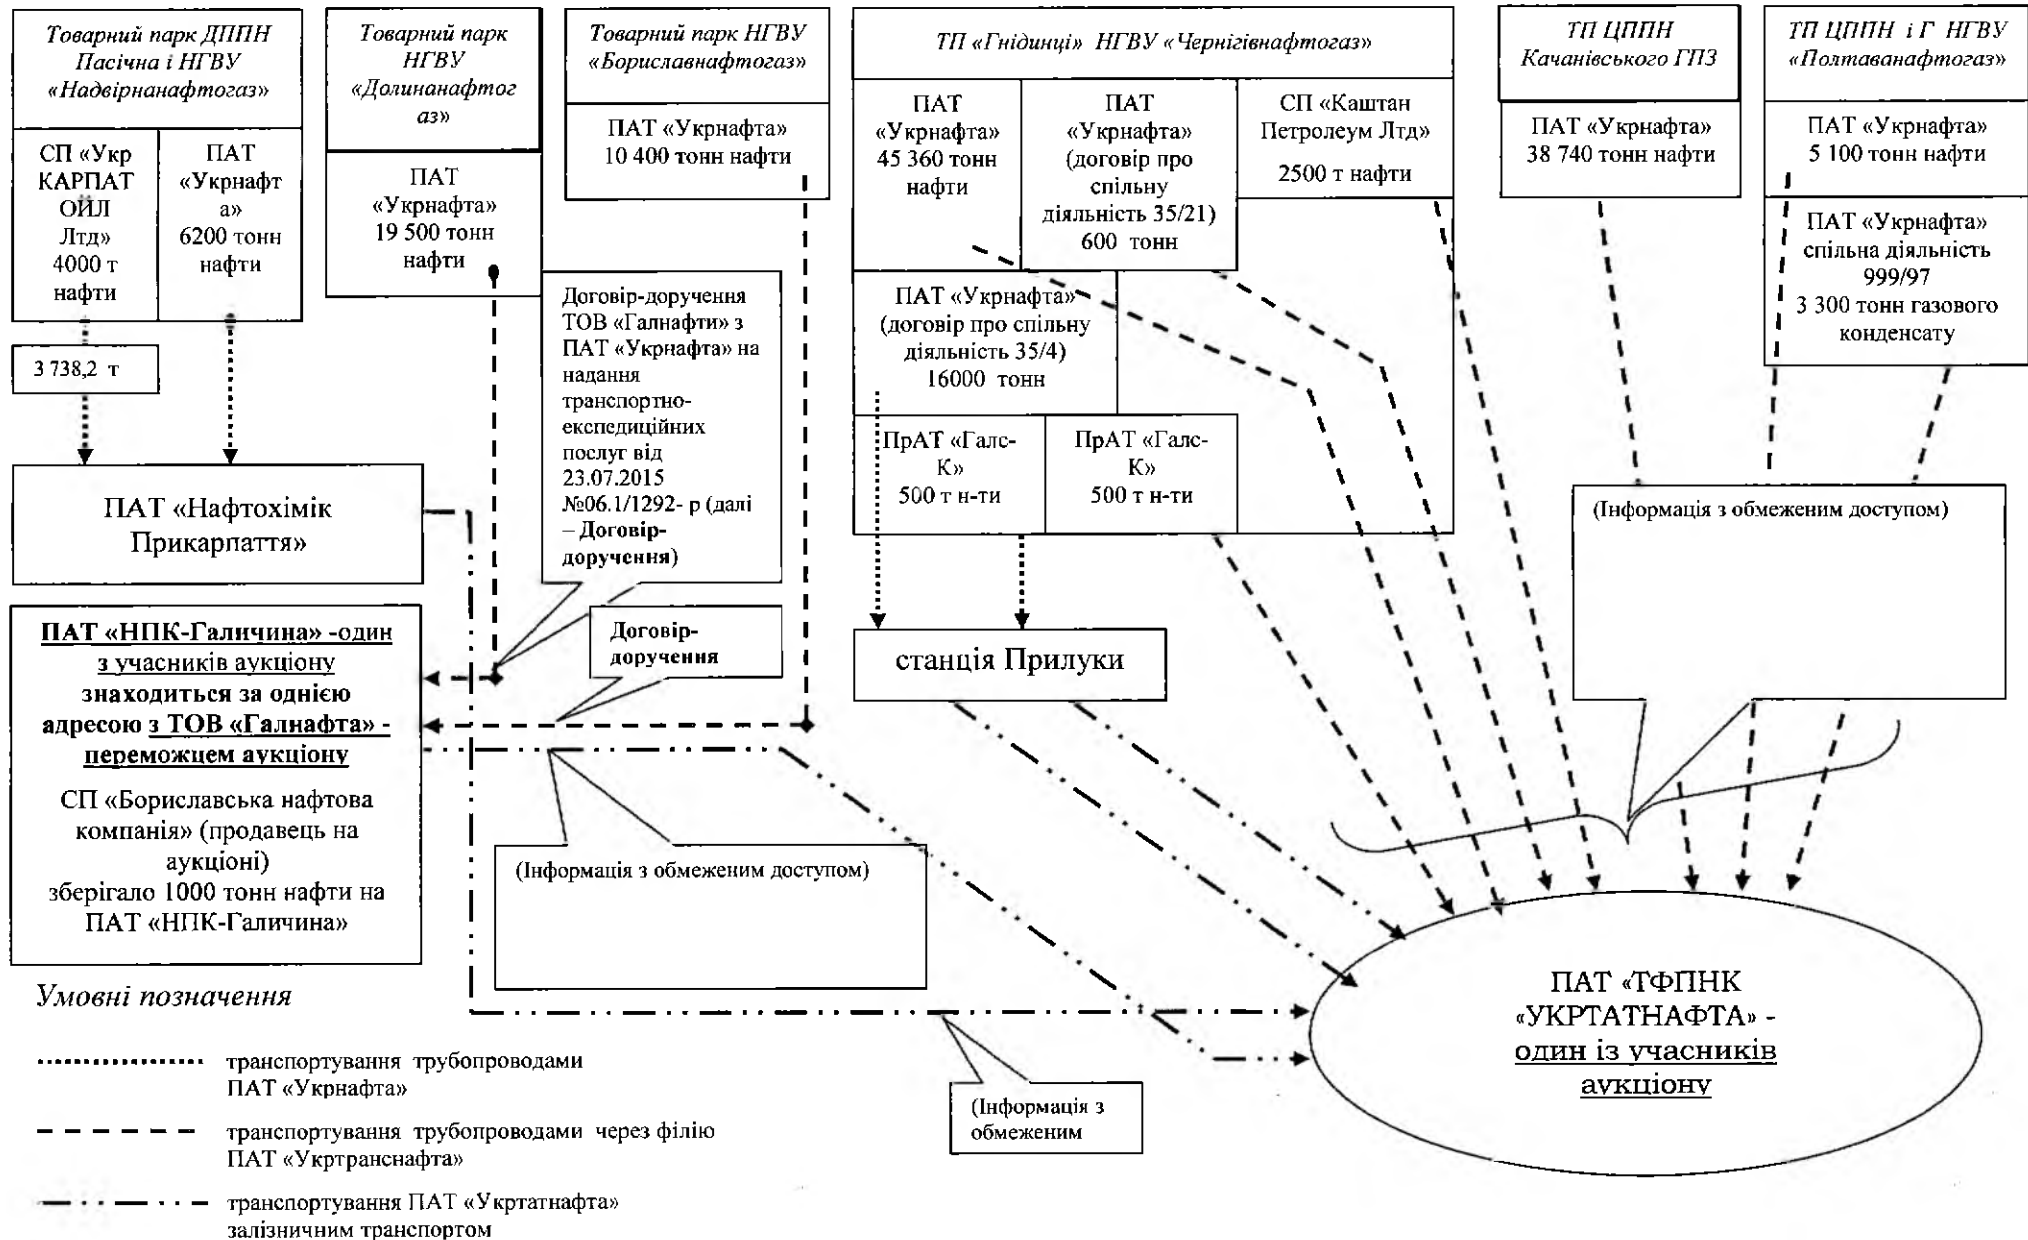 Товарний парк ДППН
Пасічна і НГВУ
«Надвірнанафтогаз»
СП «Укр
КАРПАТ
ОЙЛ
Лтд»
4000 т
нафти
ПАТ
«Укрнафт
а»
6200 тонн
нафти
3 738,2 т
Товарний парк
НГВУ
«Долинанафтог
аз»
ПАТ
«Укрнафта»
19 500 тонн
нафти
Товарний парк НГВУ
«Бориславнафтогаз»
ПАТ «Укрнафта»
10 400 тонн нафти
Договір-доручення
ТОВ «Галнафти» з
ПАТ «Укрнафта» на
надання
транспортно-
експедиційних
послуг від
23.07.2015
№06.1/1292- р (далі
– Договір-
доручення)
Договір-
доручення
ТП «Гнідинці» НГВУ «Чернігівнафтогаз»
ПАТ
«Укрнафта»
45 360 тонн
нафти
ПАТ
«Укрнафта»
(договір про
спільну
діяльність 35/21)
600 тонн
СП «Каштан
Петролеум Лтд»
2500 т нафти
ПАТ «Укрнафта»
(договір про спільну
діяльність 35/4)
16000 тонн
ПрАТ «Галс-
К»
500 т н-ти
ПрАТ «Галс-
К»
500 т н-ти
станція Прилуки
ТП ЦППН
Качанівського ГПЗ
ПАТ «Укрнафта»
38 740 тонн нафти
ТП ЦППН і Г НГВУ
«Полтаванафтогаз»
ПАТ «Укрнафта»
5 100 тонн нафти
ПАТ «Укрнафта»
спільна діяльність
999/97
3 300 тонн газового
конденсату
(Інформація з обмеженим доступом)
ПАТ «Нафтохімік
Прикарпаття»
ПАТ «НПК-Галичина» -один
з учасників аукціону
знаходиться за однією
адресою з ТОВ «Галнафта» -
переможцем аукціону
СП «Бориславська нафтова
компанія» (продавець на
аукціоні)
зберігало 1000 тонн нафти на
ПАТ «НПК-Галичина»
(Інформація з обмеженим доступом)
(Інформація з
обмеженим
ПАТ «ТФПНК
«УКРТАТНАФТА» -
один із учасників
аукціону
Умовні позначення
транспортування трубопроводами
ПАТ «Укрнафта»
транспортування трубопроводами через філію
ПАТ «Укртранснафта»
транспортування ПАТ «Укртатнафта»
залізничним транспортом